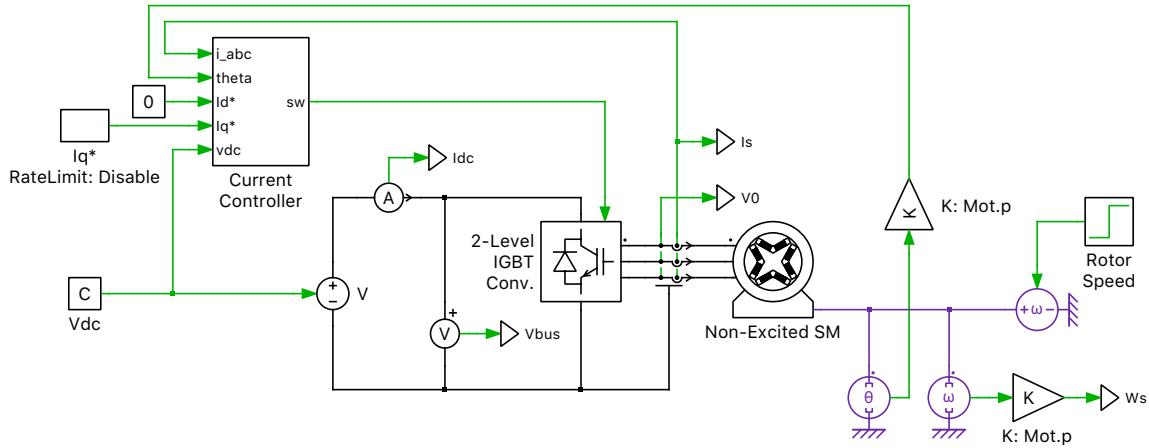 i_abc
theta
Id*
Iq*
vdc
sw
0
Iq*
RateLimit: Disable
Current
Controller
Idc
A
Is
V0
K
K: Mot.p
2-Level
IGBT
Conv.
Rotor
Speed
C
Vdc
+
−
V
+
V
Vbus
Non-Excited SM
+ω−
θ
ω
K
Ws
K: Mot.p